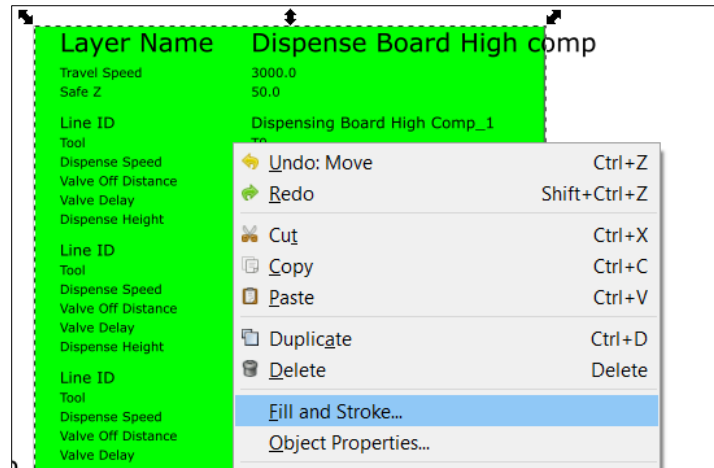 Layer Name Dispense Board High comp
Travel Speed 3000.0
Safe Z 50.0
Line ID Dispensing Board High Comp_1
Tool T0
Dispense Speed
Valve Off Distance
Valve Delay
Dispense Height
Line ID
Tool
Dispense Speed
Valve Off Distance
Valve Delay
Dispense Height
Line ID
Tool
Dispense Speed
Valve Off Distance
Valve Delay
Undo: Move Ctrl+Z
Redo Shift+Ctrl+Z
Cut Ctrl+X
Copy Ctrl+C
Paste Ctrl+V
Duplicate Ctrl+D
Delete Delete
Fill and Stroke...
Object Properties...